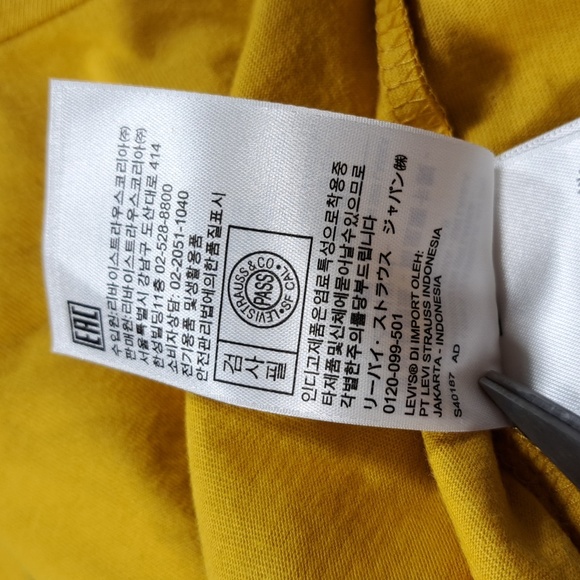 EAC
수입원:리바이스트라우스코리아(주)
판매원:리바이스트라우스코리아(주)
서울특별시 강남구 도산대로 414
한성빌딩11층 02-528-8800
소비자상담: 02-2051-1040
전기용품 및 생활용품
안전관리법에의한품질표시
LEVI STRAUSS & CO • SF CAL •
PASS
검 사 필
인디고제품은염료특성으로착용중
타제품및신체에묻어날수있으므로
각별한주의를당부드립니다
リーバイ・ストラウス ジャパン㈱
0120-099-501
LEVI'S® DI IMPORT OLEH:
PT LEVI STRAUSS INDONESIA
JAKARTA - INDONESIA
S40187 AD